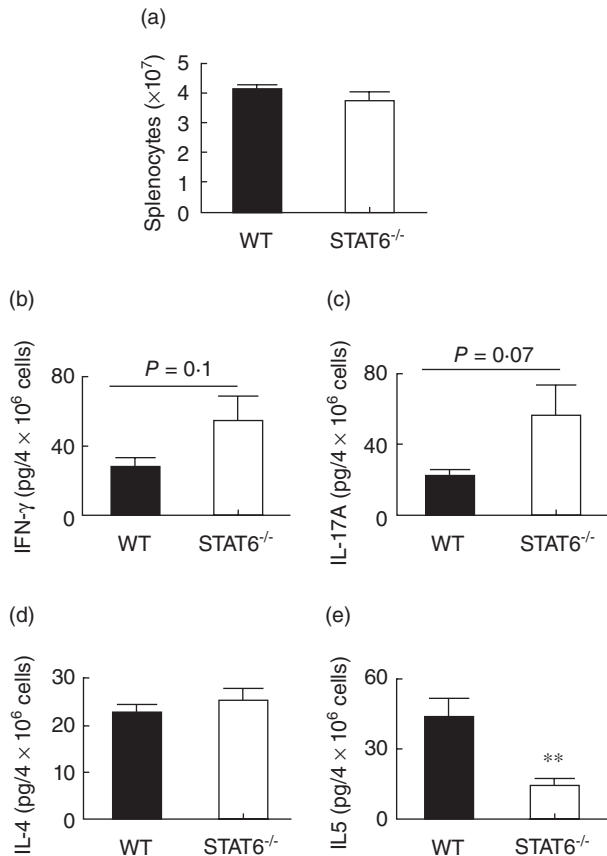 (a)
Splenocytes (×10⁷)
5
4
3
2
1
0
WT
STAT6⁻/⁻
(b)
IFN-γ (pg/4 × 10⁶ cells)
80
40
0
P = 0·1
WT
STAT6⁻/⁻
(c)
IL-17A (pg/4 × 10⁶ cells)
80
40
0
P = 0·07
WT
STAT6⁻/⁻
(d)
IL-4 (pg/4 × 10⁶ cells)
30
20
10
0
WT
STAT6⁻/⁻
(e)
IL5 (pg/4 × 10⁶ cells)
60
30
0
**
WT
STAT6⁻/⁻